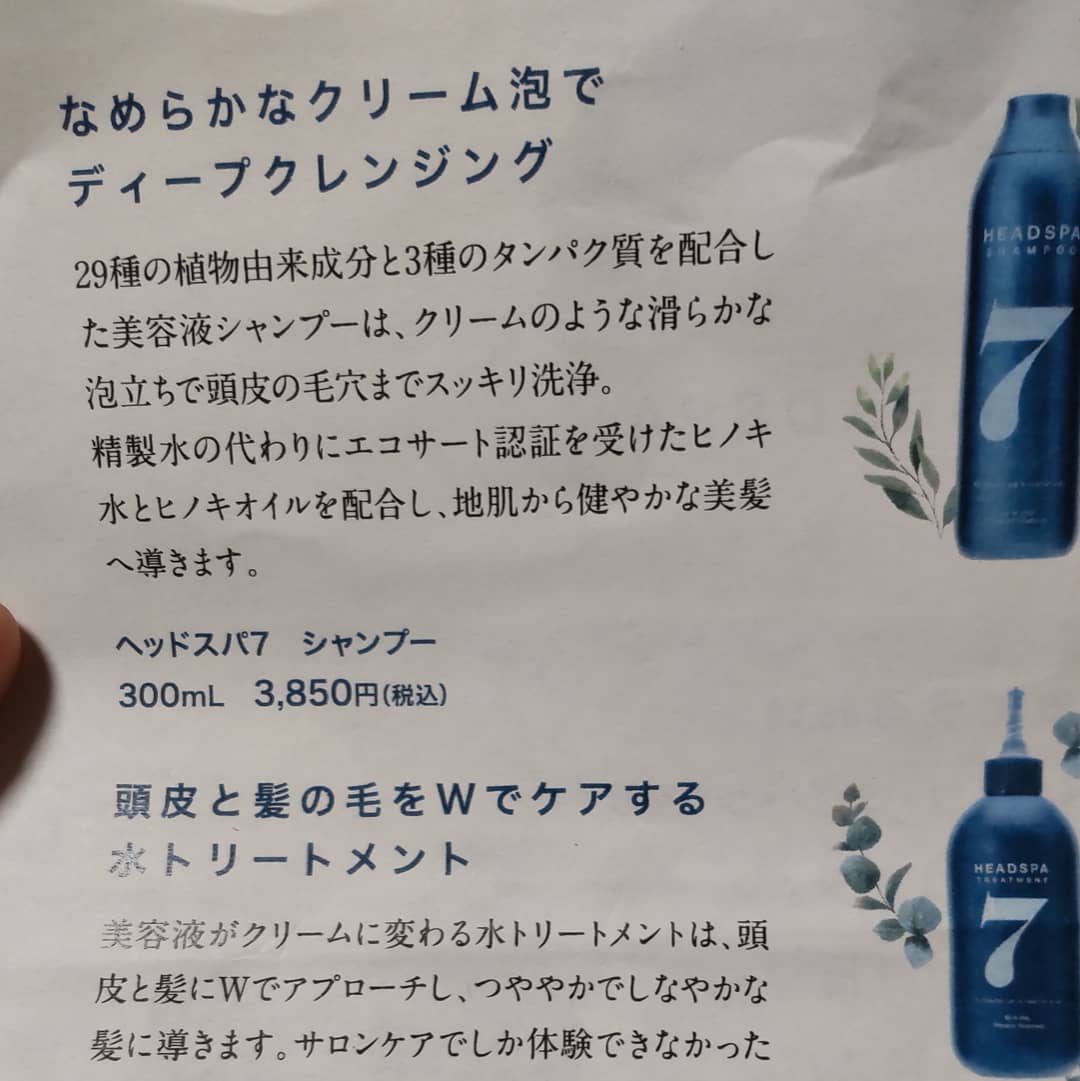 なめらかなクリーム泡で
ディープクレンジング
29種の植物由来成分と3種のタンパク質を配合し
た美容液シャンプーは、クリームのような滑らかな
泡立ちで頭皮の毛穴までスッキリ洗浄。
精製水の代わりにエコサート認証を受けたヒノキ
水とヒノキオイルを配合し、地肌から健やかな美髪
へ導きます。
ヘッドスパ7　シャンプー
300mL　3,850円(税込)
HEADSPA
SHAMPOO
7
頭皮と髪の毛をWでケアする
水トリートメント
美容液がクリームに変わる水トリートメントは、頭
皮と髪にWでアプローチし、つややかでしなやかな
髪に導きます。サロンケアでしか体験できなかった
HEADSPA
TREATMENT
7